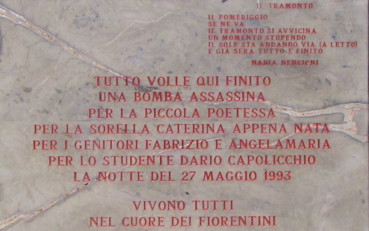 IL TRAMONTO
IL POMERIGGIO
SE NE VA
IL TRAMONTO SI AVVICINA
UN MOMENTO STUPENDO
IL SOLE STA ANDANDO VIA (A LETTO)
È GIÀ SERA TUTTO È FINITO
NADIA NENCIONI
TUTTO VOLLE QUI FINITO
UNA BOMBA ASSASSINA
PER LA PICCOLA POETESSA
PER LA SORELLA CATERINA APPENA NATA
PER I GENITORI FABRIZIO E ANGELAMARIA
PER LO STUDENTE DARIO CAPOLICCHIO
LA NOTTE DEL 27 MAGGIO 1993
VIVONO TUTTI
NEL CUORE DEI FIORENTINI